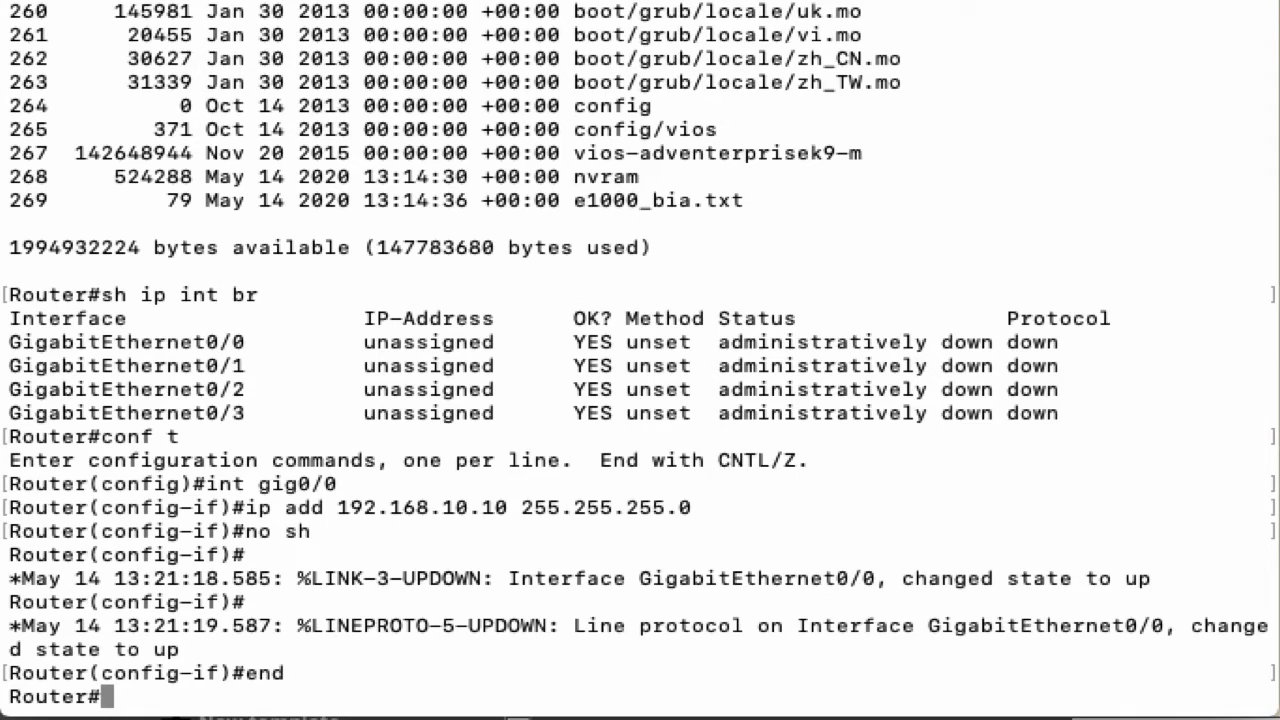 260    145981 Jan 30 2013 00:00:00 +00:00 boot/grub/locale/uk.mo
261     20455 Jan 30 2013 00:00:00 +00:00 boot/grub/locale/vi.mo
262     30627 Jan 30 2013 00:00:00 +00:00 boot/grub/locale/zh_CN.mo
263     31339 Jan 30 2013 00:00:00 +00:00 boot/grub/locale/zh_TW.mo
264         0 Oct 14 2013 00:00:00 +00:00 config
265       371 Oct 14 2013 00:00:00 +00:00 config/vios
267 142648944 Nov 20 2015 00:00:00 +00:00 vios-adventerprisek9-m
268    524288 May 14 2020 13:14:30 +00:00 nvram
269        79 May 14 2020 13:14:36 +00:00 e1000_bia.txt
1994932224 bytes available (147783680 bytes used)
[Router#sh ip int br ]
Interface                  IP-Address      OK? Method Status                Protocol
GigabitEthernet0/0         unassigned      YES unset  administratively down down
GigabitEthernet0/1         unassigned      YES unset  administratively down down
GigabitEthernet0/2         unassigned      YES unset  administratively down down
GigabitEthernet0/3         unassigned      YES unset  administratively down down
[Router#conf t ]
Enter configuration commands, one per line.  End with CNTL/Z.
[Router(config)#int gig0/0 ]
[Router(config-if)#ip add 192.168.10.10 255.255.255.0 ]
[Router(config-if)#no sh ]
Router(config-if)#
*May 14 13:21:18.585: %LINK-3-UPDOWN: Interface GigabitEthernet0/0, changed state to up
Router(config-if)#
*May 14 13:21:19.587: %LINEPROTO-5-UPDOWN: Line protocol on Interface GigabitEthernet0/0, change
d state to up
[Router(config-if)#end ]
Router#